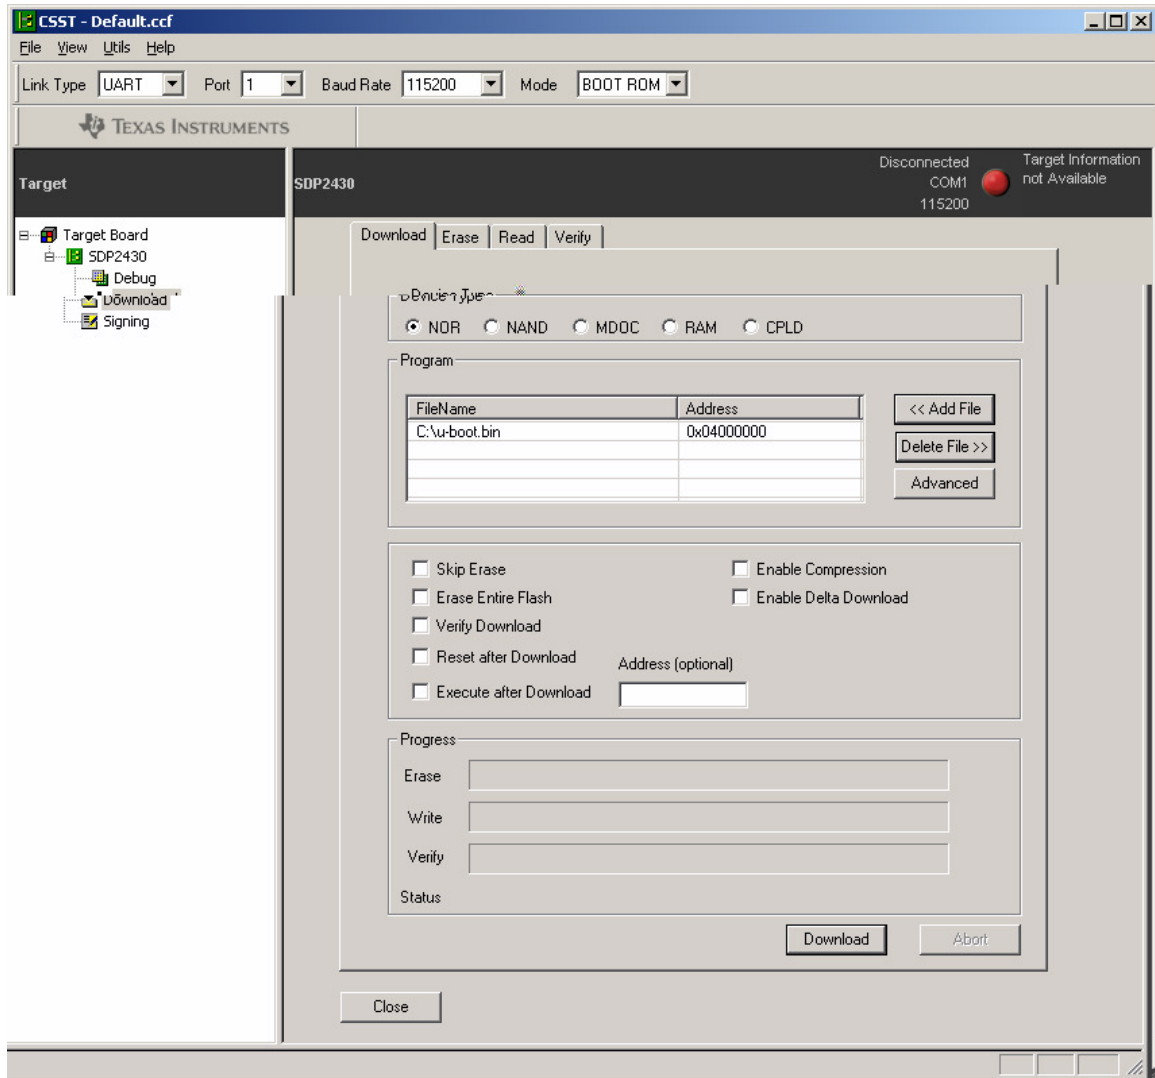 CSST - Default.ccf
File View Utils Help
Link Type UART Port 1 Baud Rate 115200 Mode BOOT ROM
TEXAS INSTRUMENTS
Target
SDP2430
Disconnected
COM1
115200
Target Information
not Available
Target Board
SDP2430
Debug
Download
Signing
Download Erase Read Verify
NOR NAND MDOC RAM CPLD
Program
FileName Address
C:\u-boot.bin 0x04000000
<< Add File
Delete File >>
Advanced
Skip Erase
Erase Entire Flash
Verify Download
Reset after Download
Execute after Download
Enable Compression
Enable Delta Download
Address (optional)
Progress
Erase
Write
Verify
Status
Download Abort
Close